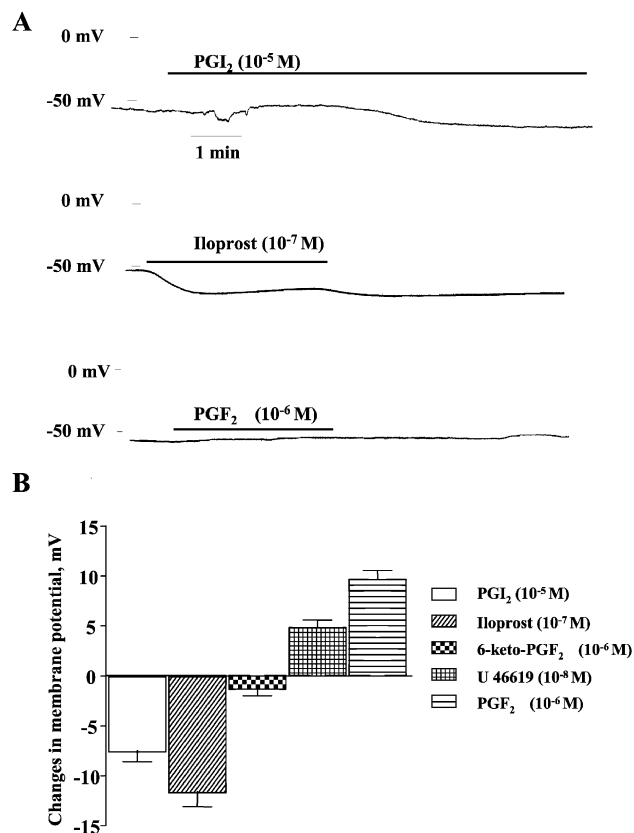 A
0 mV
PGI₂ (10⁻⁵ M)
-50 mV
1 min
0 mV
Iloprost (10⁻⁷ M)
-50 mV
0 mV
PGF₂ (10⁻⁶ M)
-50 mV
B
Changes in membrane potential, mV
15
10
5
0
-5
-10
-15
PGI₂ (10⁻⁵ M)
Iloprost (10⁻⁷ M)
6-keto-PGF₂ (10⁻⁶ M)
U 46619 (10⁻⁸ M)
PGF₂ (10⁻⁶ M)